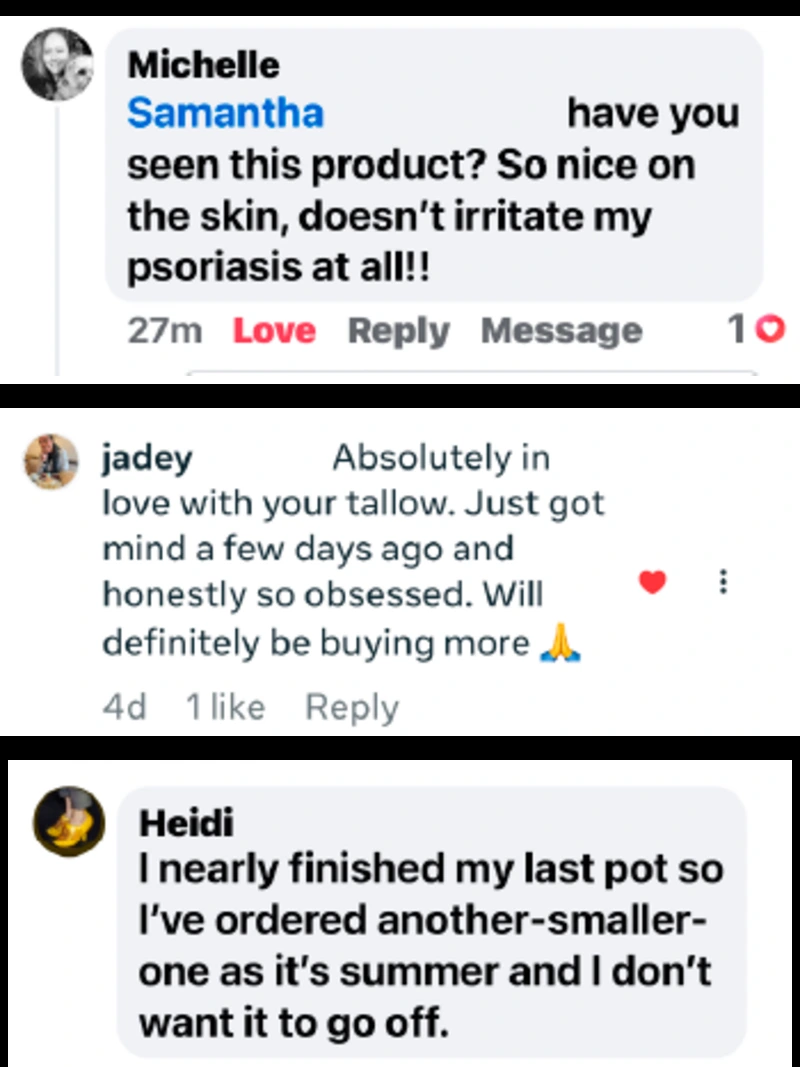 Michelle
Samantha have you
seen this product? So nice on
the skin, doesn't irritate my
psoriasis at all!!
27m Love Reply Message 1
jadey Absolutely in
love with your tallow. Just got
mind a few days ago and
honestly so obsessed. Will
definitely be buying more 🙏
4d 1 like Reply
Heidi
I nearly finished my last pot so
I've ordered another-smaller-
one as it's summer and I don't
want it to go off.